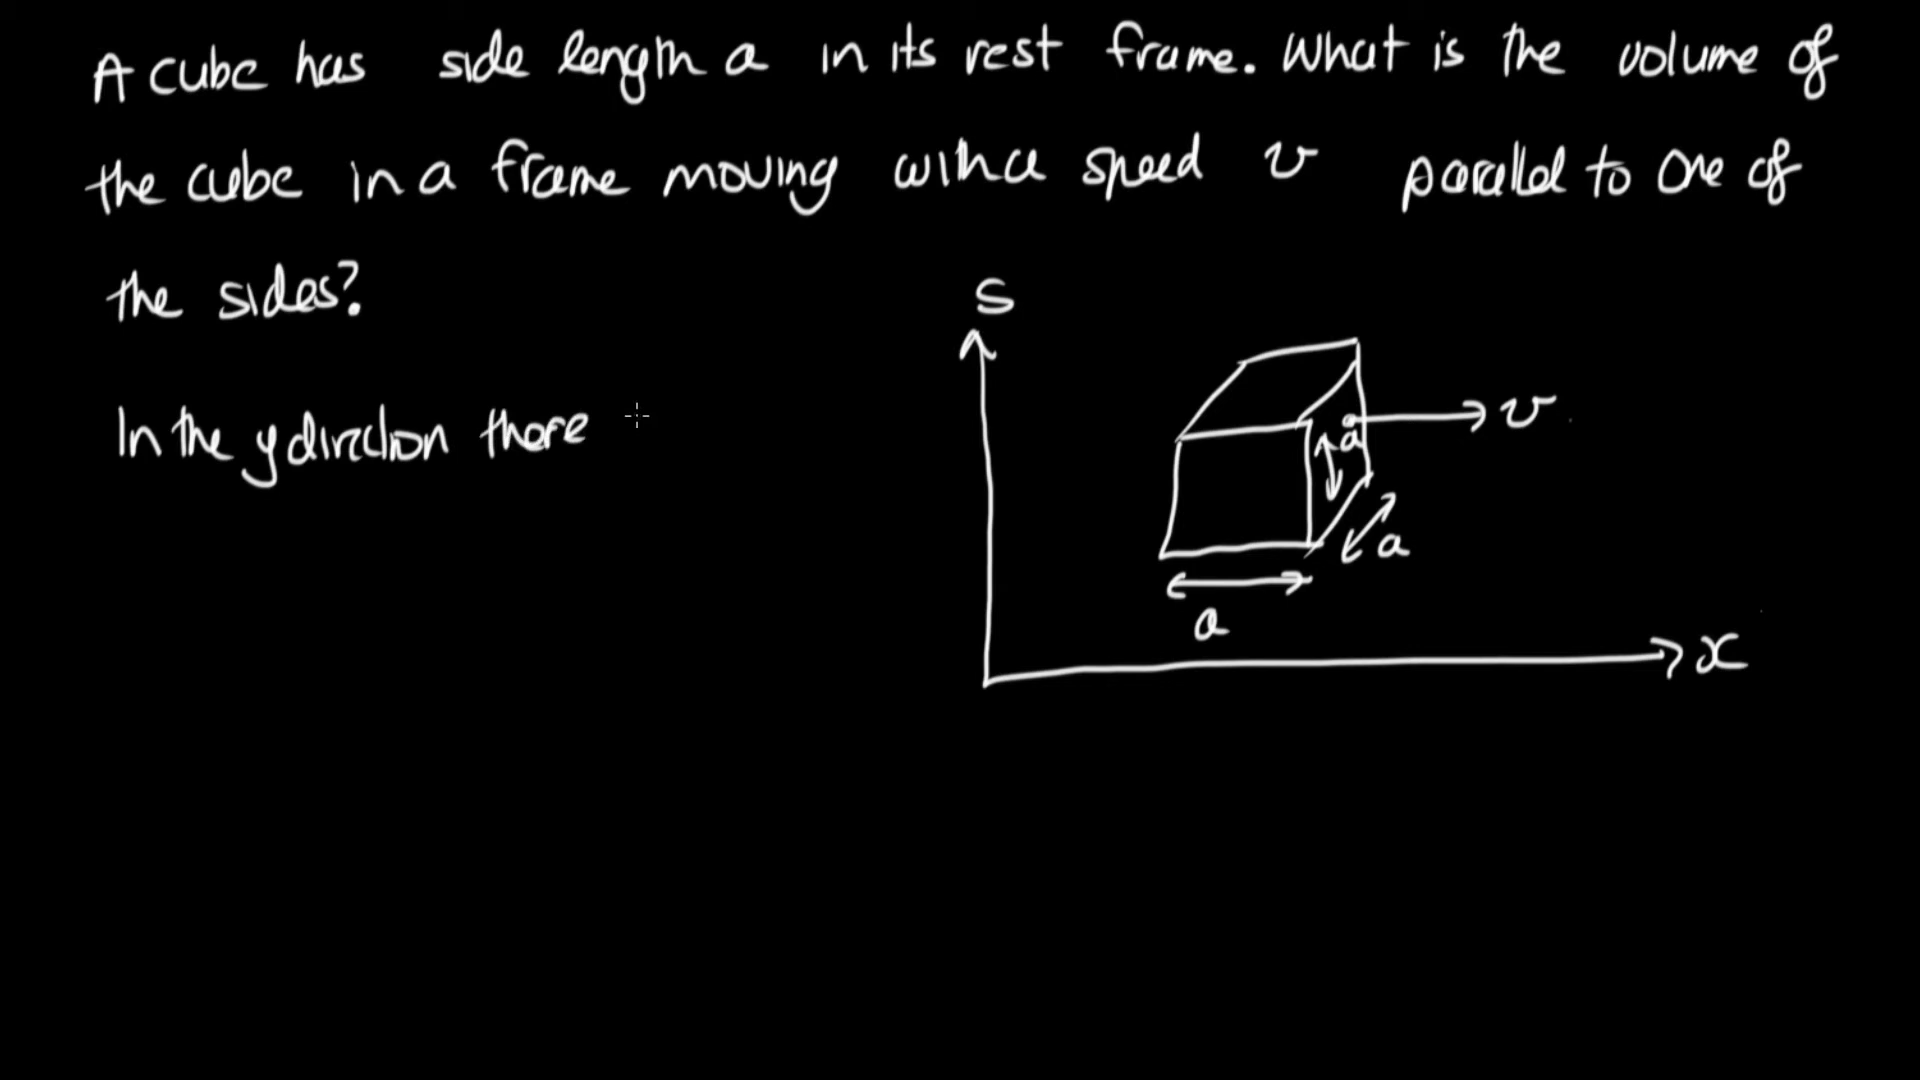 A cube has side length a in its rest frame. What is the volume of
the cube in a frame moving with a speed v parallel to one of
the sides?
S
In the y direction there
v
a
a
a
x